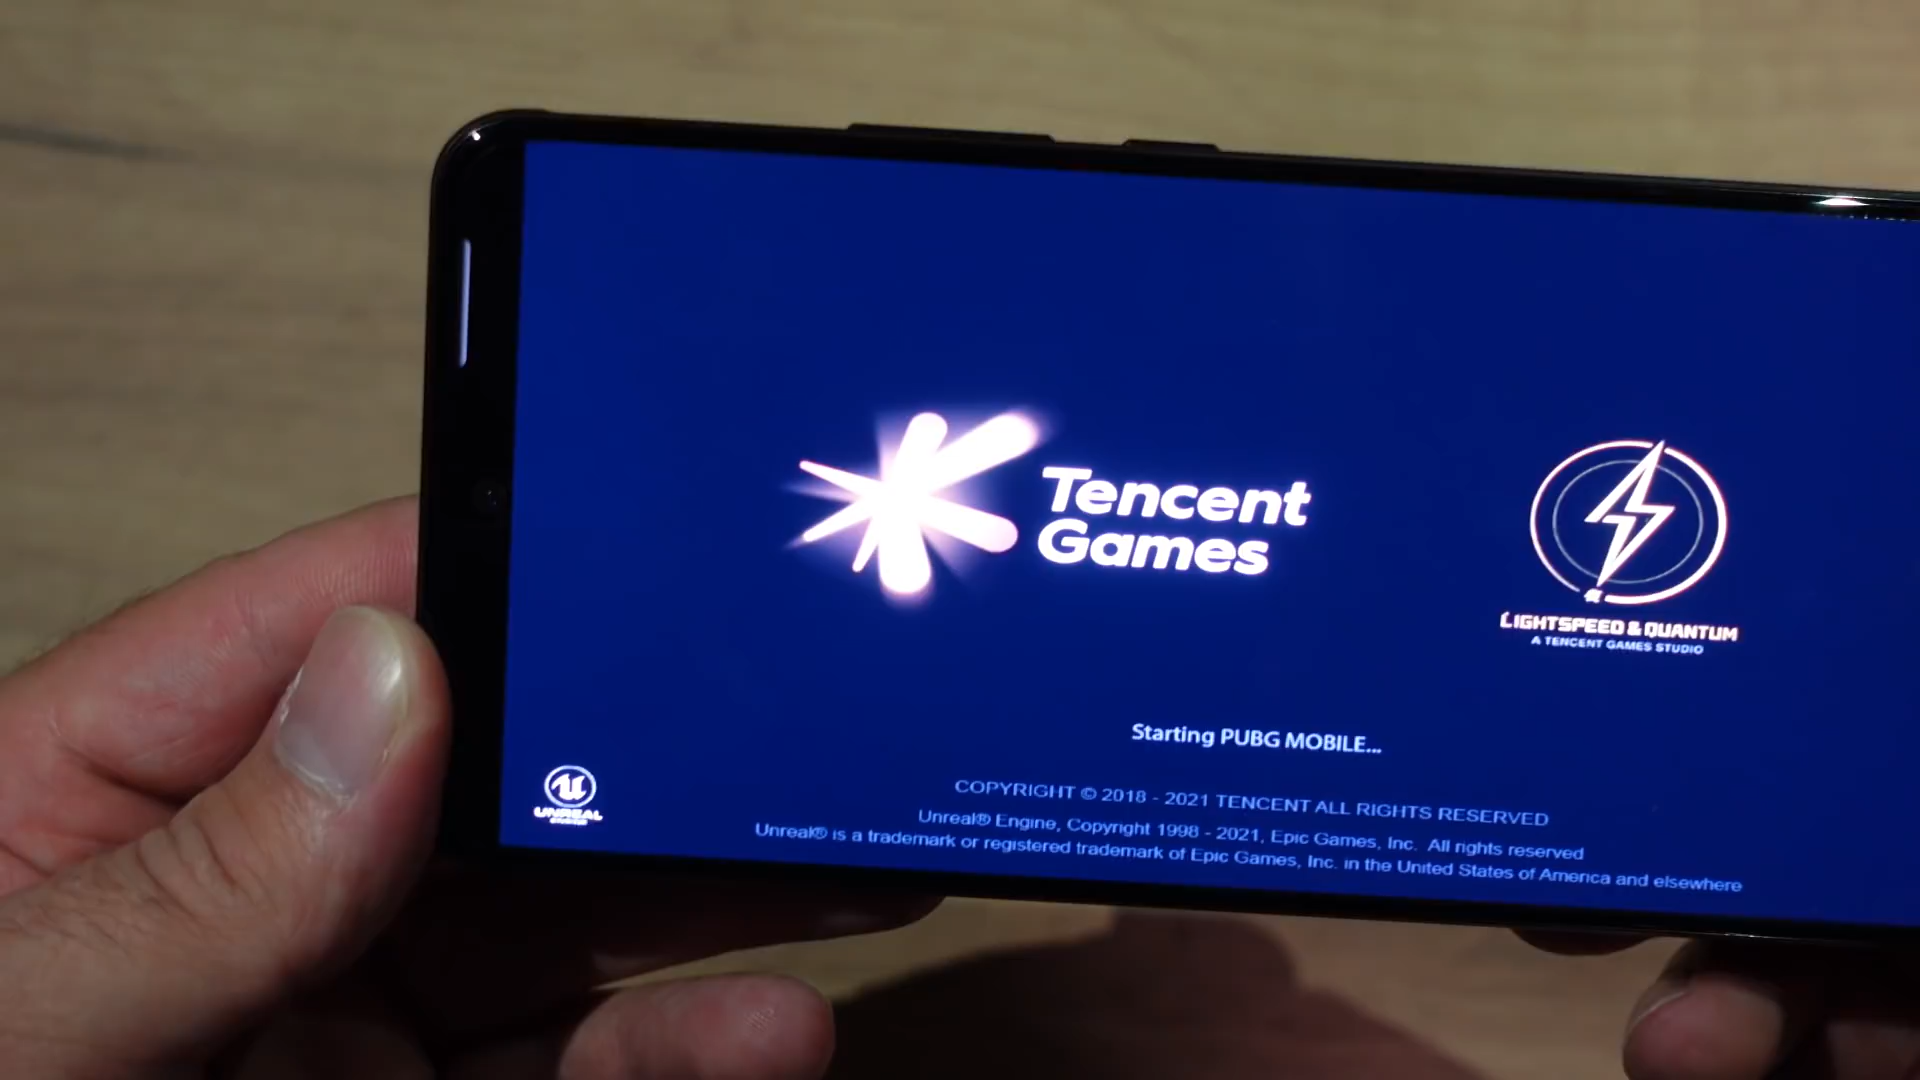 Tencent
Games
LIGHTSPEED & QUANTUM
A TENCENT GAMES STUDIO
Starting PUBG MOBILE...
UNREAL
COPYRIGHT © 2018 - 2021 TENCENT ALL RIGHTS RESERVED
Unreal® Engine, Copyright 1998 - 2021, Epic Games, Inc. All rights reserved
Unreal® is a trademark or registered trademark of Epic Games, Inc. in the United States of America and elsewhere